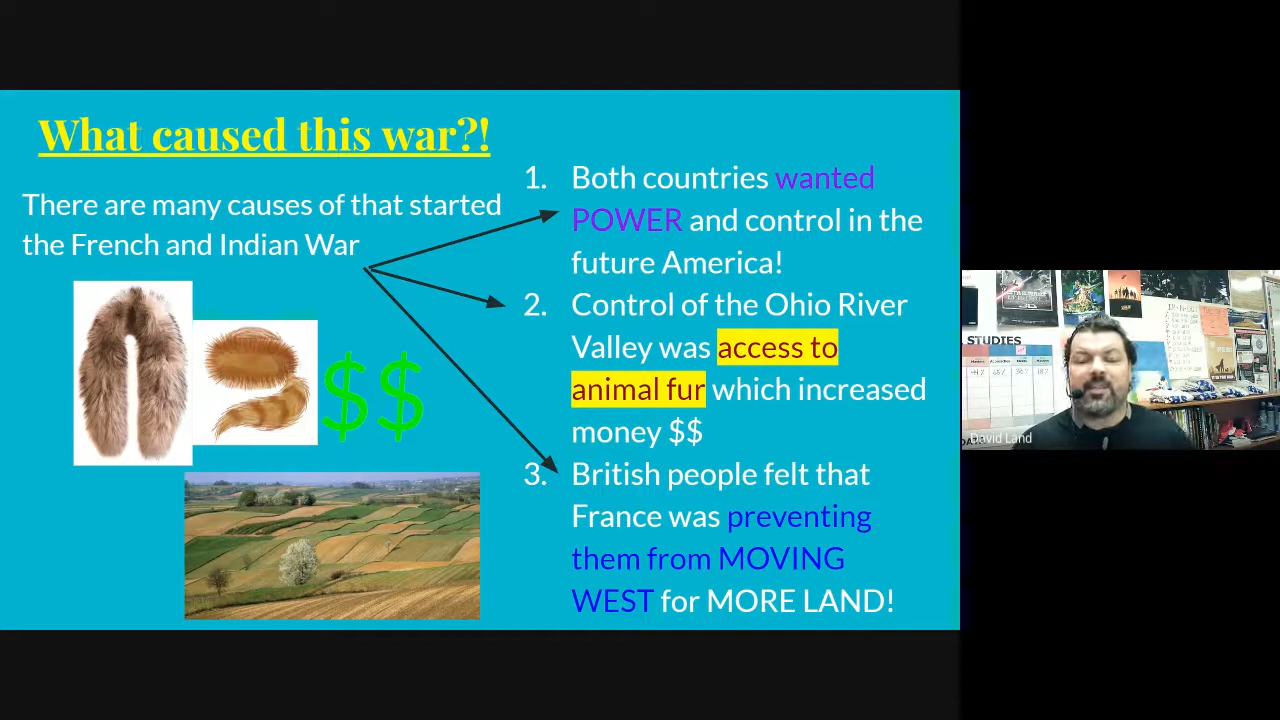 What caused this war?!
There are many causes of that started
the French and Indian War
$$
1. Both countries wanted
POWER and control in the
future America!
2. Control of the Ohio River
Valley was access to
animal fur which increased
money $$
3. British people felt that
France was preventing
them from MOVING
WEST for MORE LAND!
STAR WARS
STUDIES
David Land